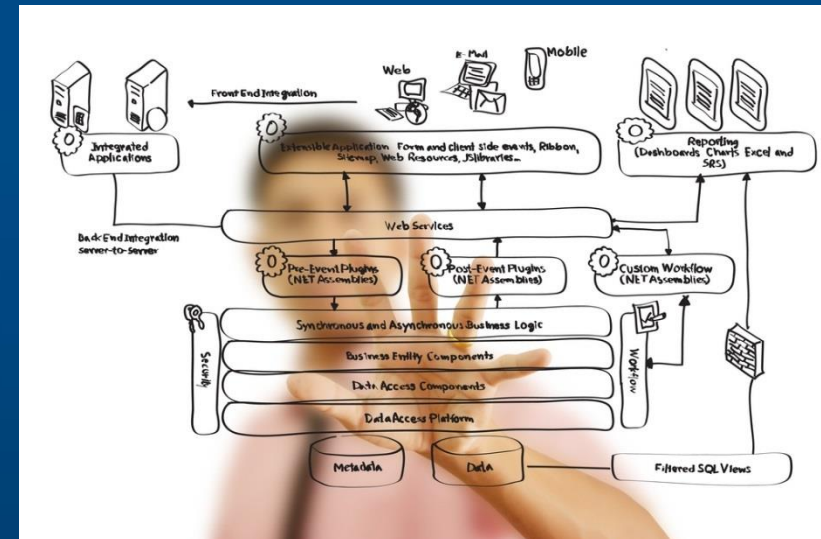 Web
E-Mail
Mobile
Front End Integration
Integrated
Applications
Extensible Application Form and client side events, Ribbon,
Sitemap, Web Resources, JSlibraries...
Reporting
(Dashboards Charts Excel and
SRS)
Web Services
Back End Integration
server-to-server
Pre-Event Plugins
(NET Assemblies)
Post-Event Plugins
(NET Assemblies)
Custom Workflow
(NET Assemblies)
Synchronous and Asynchronous Business Logic
Security
Business Entity Components
Workflow
Data Access Components
Data Access Platform
Metadata
Data
Filtered SQL Views